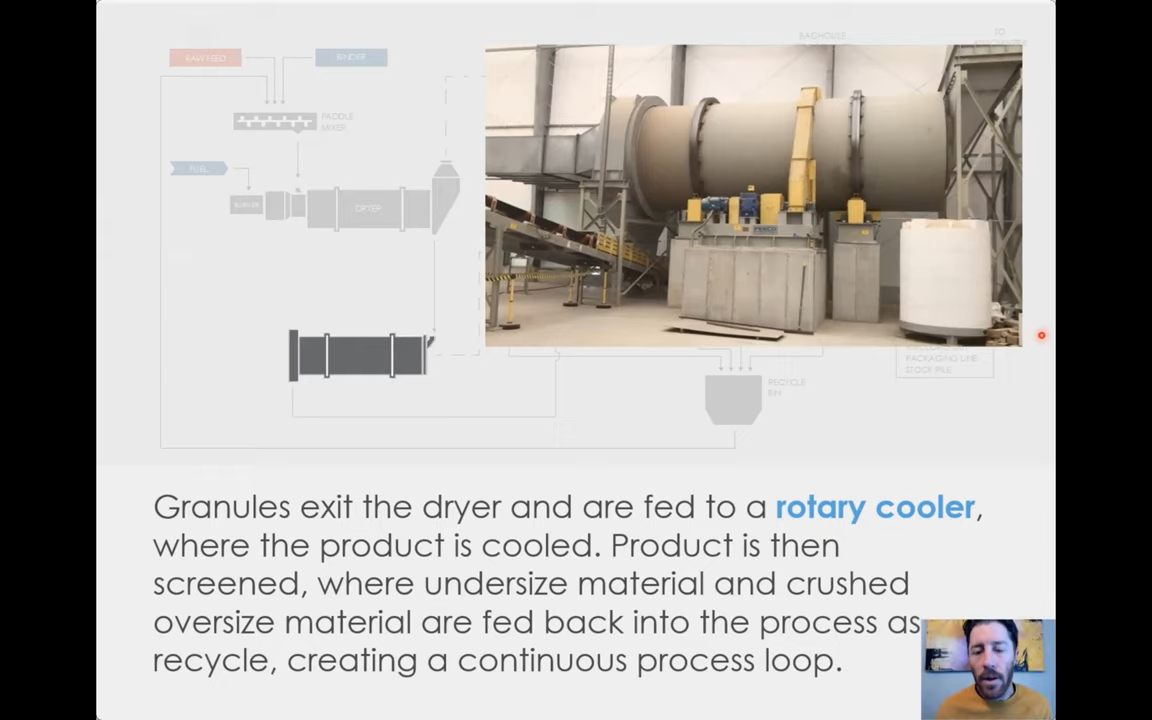 BAGHOUSE
TO
RAW FEED
BINDER
PADDLE
MIXER
FUEL
BURNER
DRYER
FEECO
PACKAGING LINE
STOCK PILE
RECYCLE
BIN
Granules exit the dryer and are fed to a rotary cooler,
where the product is cooled. Product is then
screened, where undersize material and crushed
oversize material are fed back into the process as
recycle, creating a continuous process loop.